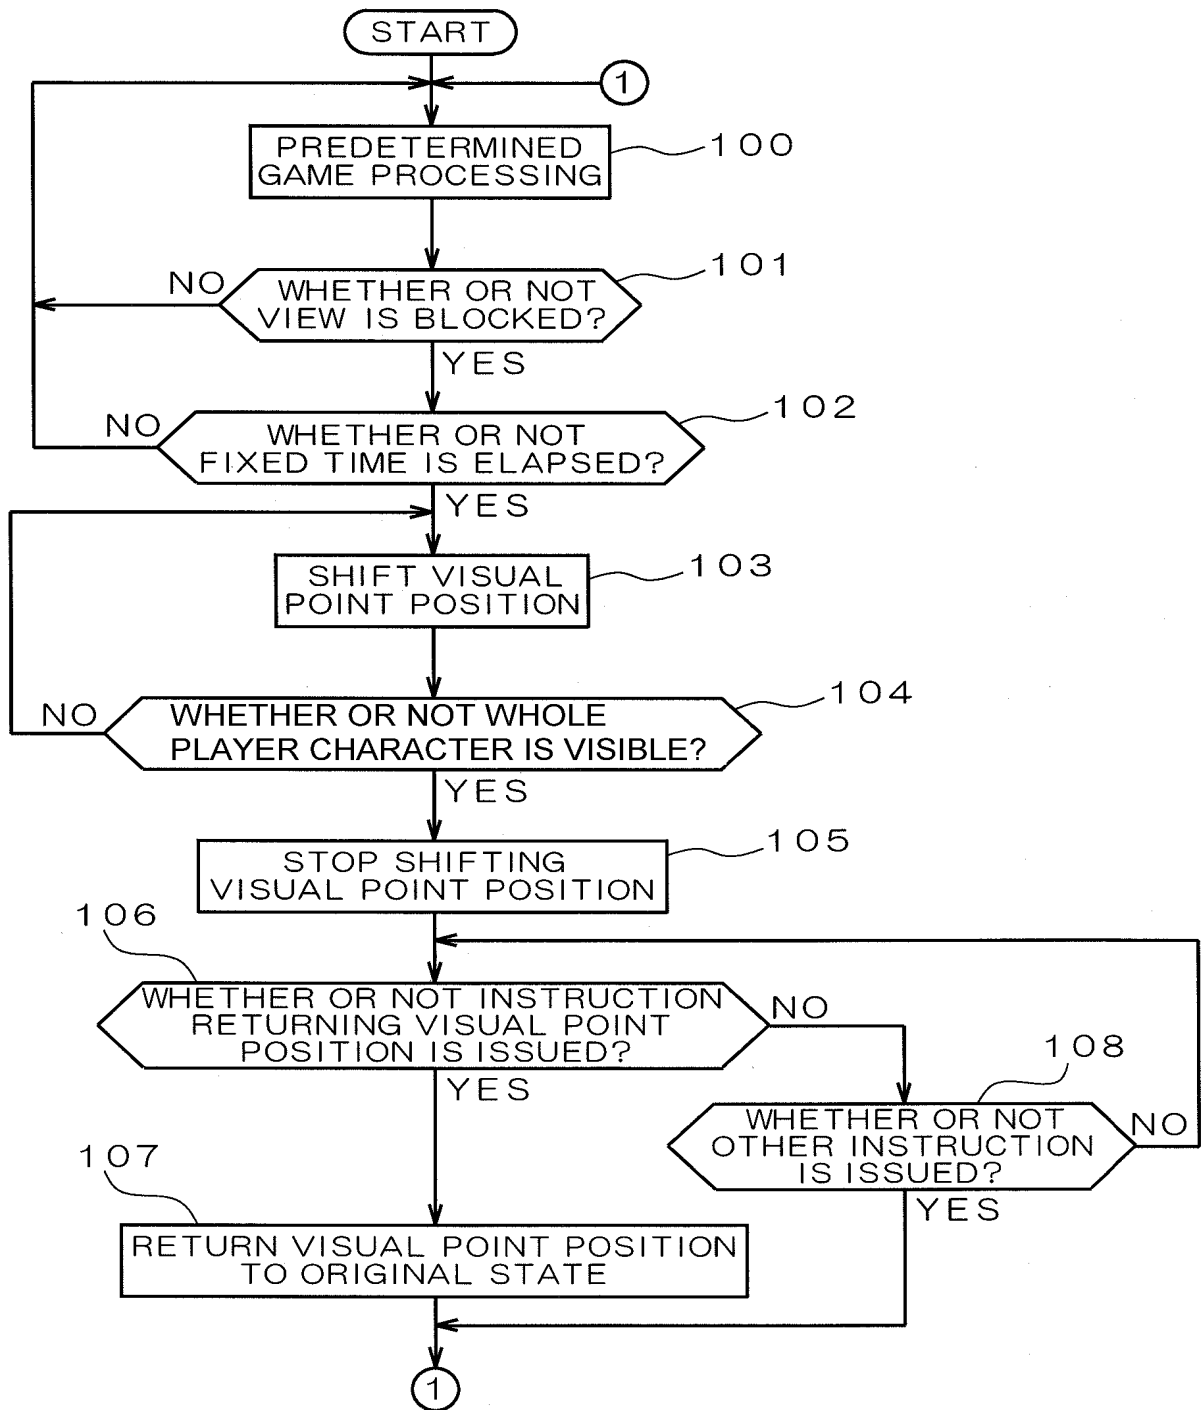 START
1
PREDETERMINED
GAME PROCESSING
100
101
NO
WHETHER OR NOT
VIEW IS BLOCKED?
YES
102
NO
WHETHER OR NOT
FIXED TIME IS ELAPSED?
YES
SHIFT VISUAL
POINT POSITION
103
104
NO
WHETHER OR NOT WHOLE
PLAYER CHARACTER IS VISIBLE?
YES
105
STOP SHIFTING
VISUAL POINT POSITION
106
WHETHER OR NOT INSTRUCTION
RETURNING VISUAL POINT
POSITION IS ISSUED?
NO
YES
108
WHETHER OR NOT
OTHER INSTRUCTION
IS ISSUED?
NO
YES
107
RETURN VISUAL POINT POSITION
TO ORIGINAL STATE
1